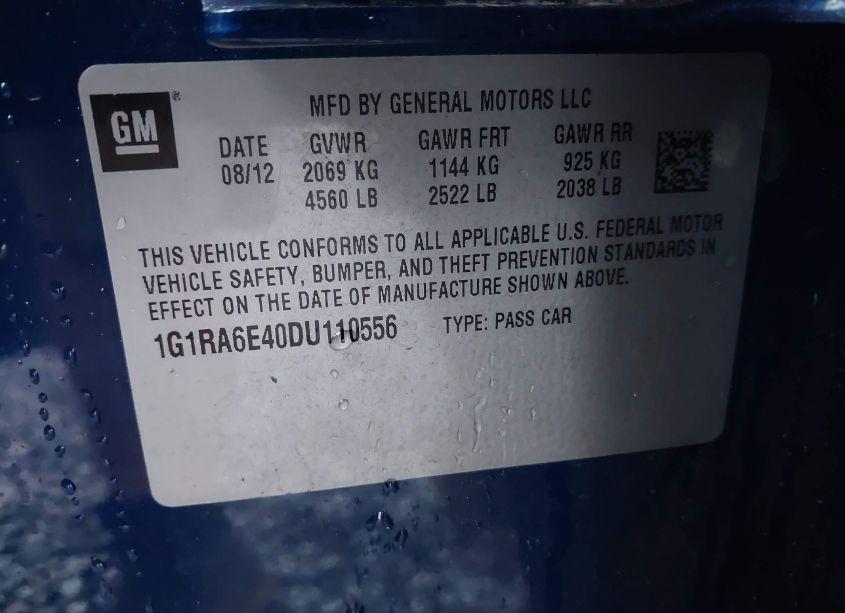 GM®
MFD BY GENERAL MOTORS LLC
DATE GVWR GAWR FRT GAWR RR
08/12 2069 KG 1144 KG 925 KG
4560 LB 2522 LB 2038 LB
THIS VEHICLE CONFORMS TO ALL APPLICABLE U.S. FEDERAL MOTOR
VEHICLE SAFETY, BUMPER, AND THEFT PREVENTION STANDARDS IN
EFFECT ON THE DATE OF MANUFACTURE SHOWN ABOVE.
1G1RA6E40DU110556 TYPE: PASS CAR